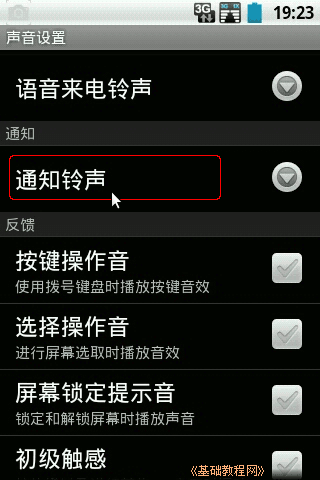 3G 3G 1X 19:23
声音设置
语音来电铃声
通知
通知铃声
反馈
按键操作音
使用拨号键盘时播放按键音效
选择操作音
进行屏幕选取时播放音效
屏幕锁定提示音
锁定和解锁屏幕时播放声音
初级触感
《基础教程网》